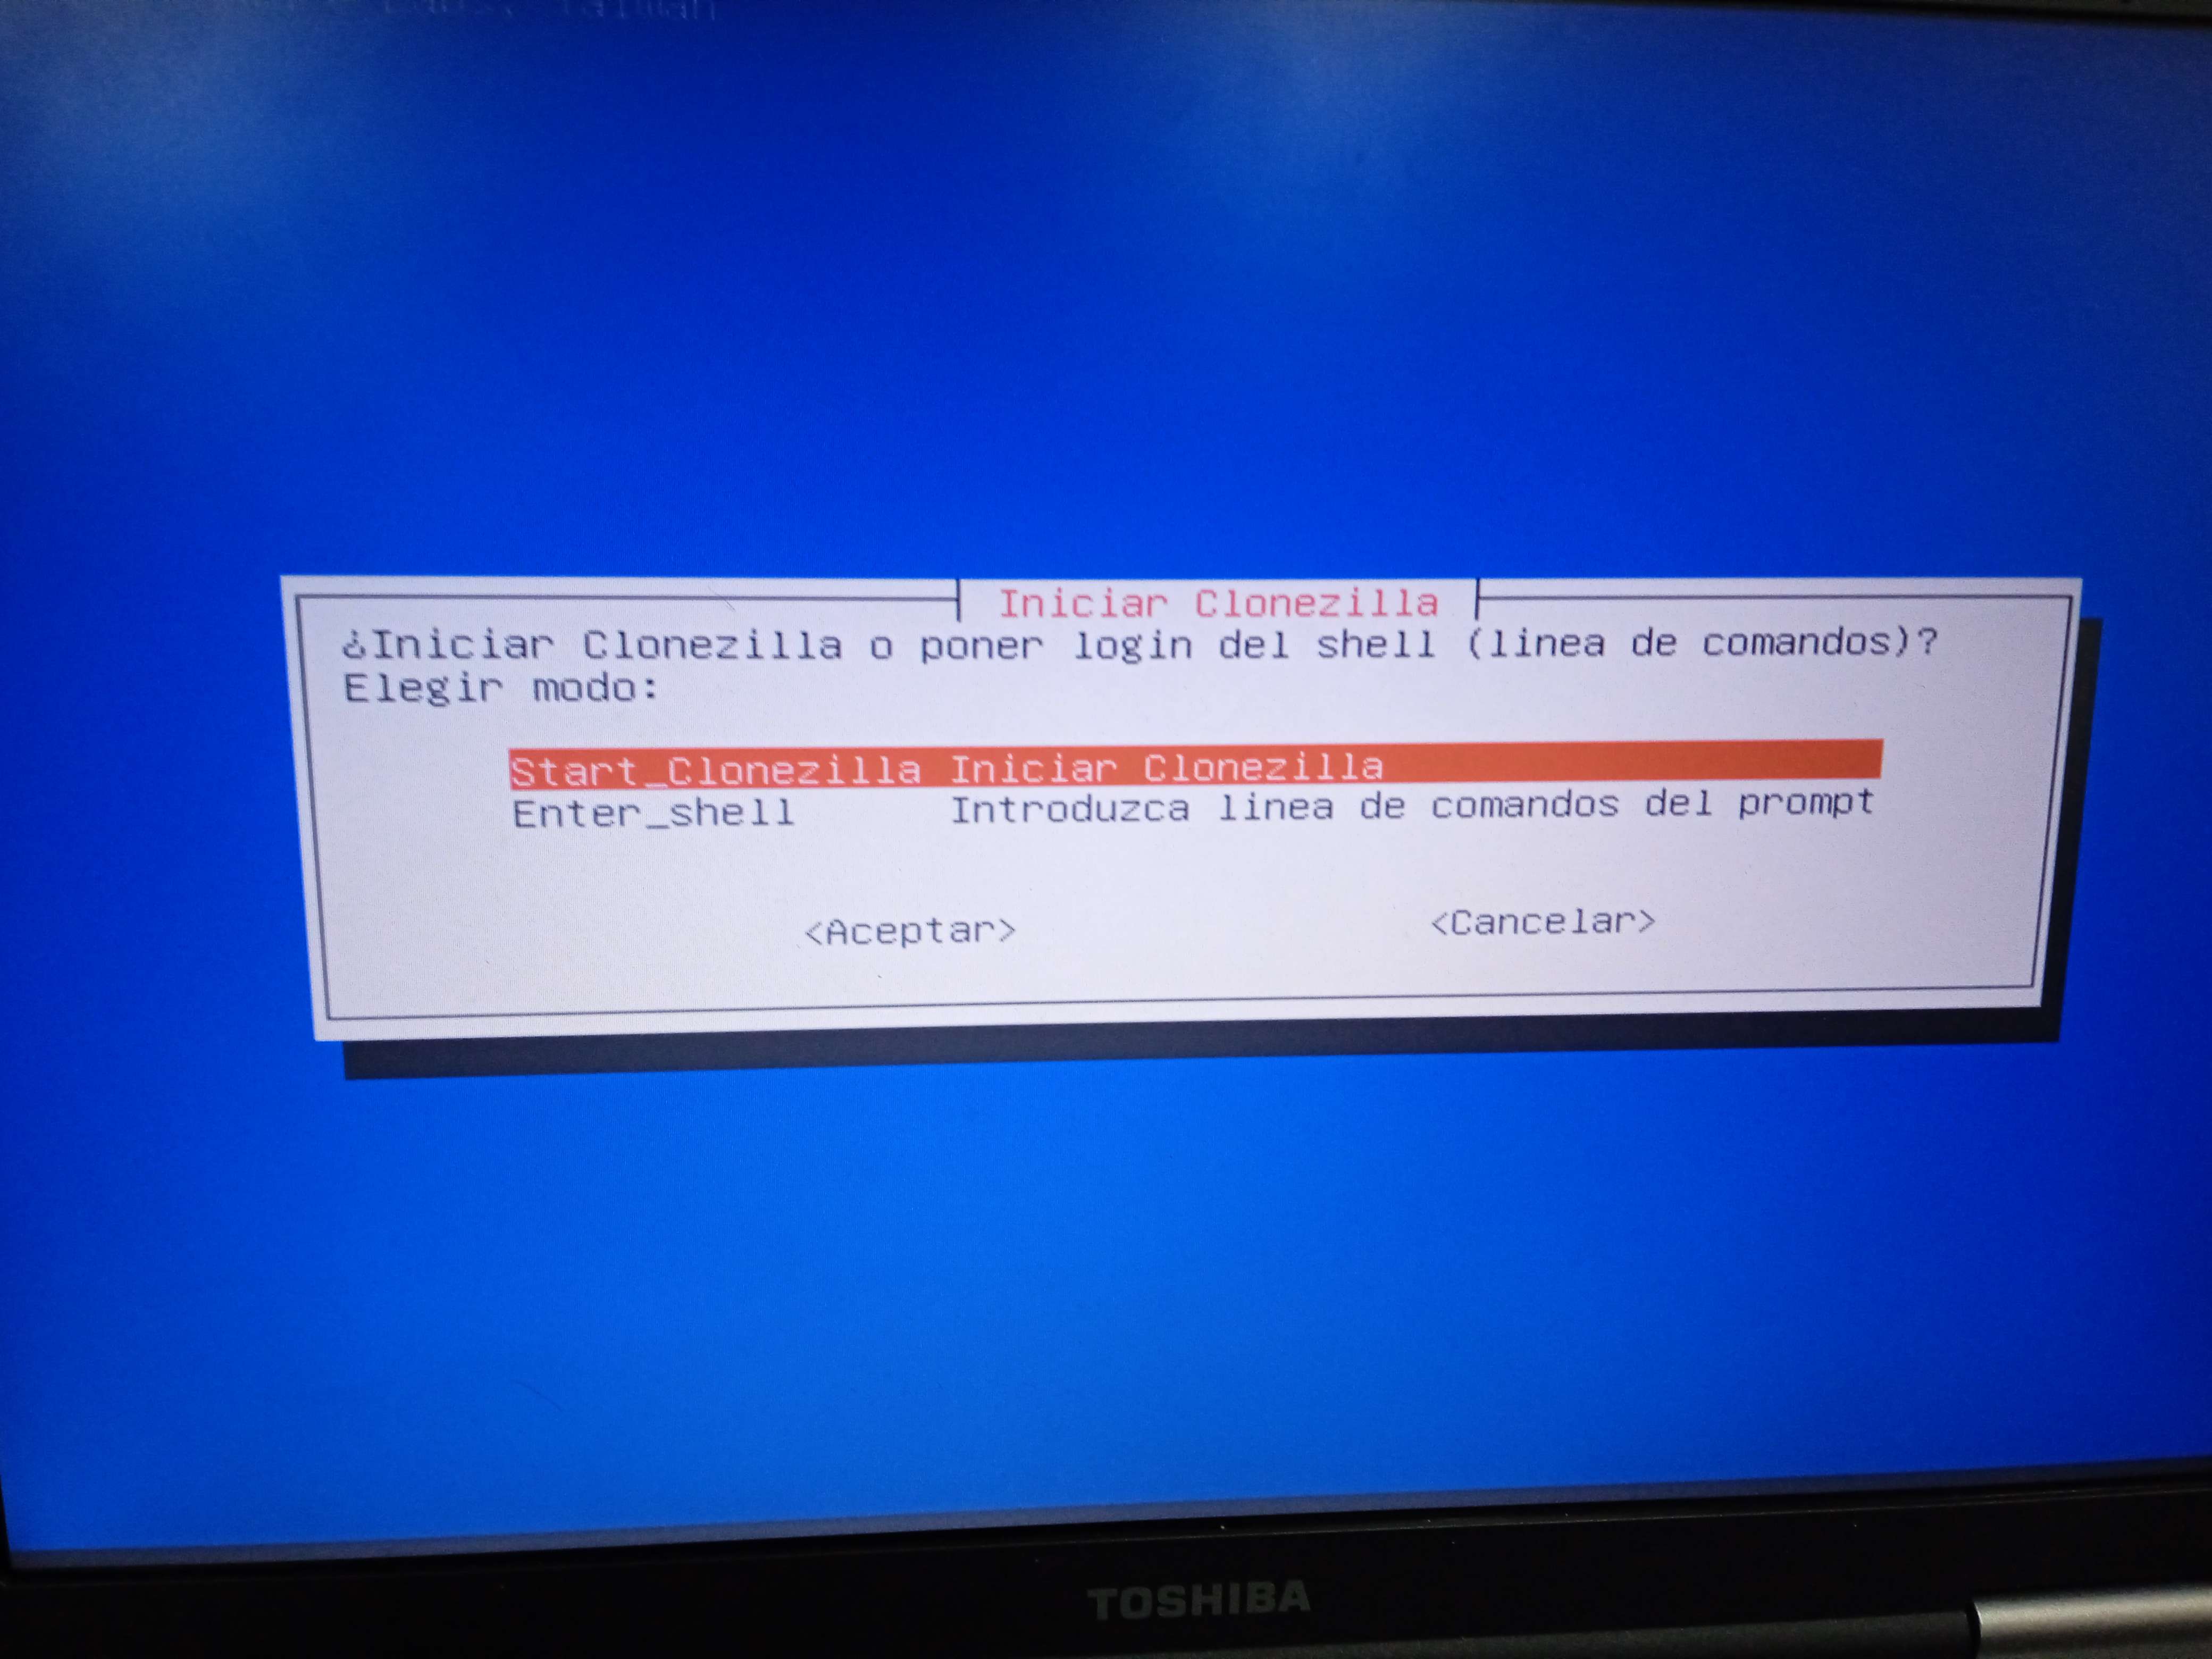 Iniciar Clonezilla
¿Iniciar Clonezilla o poner login del shell (linea de comandos)?
Elegir modo:
Start_Clonezilla Iniciar Clonezilla
Enter_shell Introduzca linea de comandos del prompt
<Aceptar> <Cancelar>
TOSHIBA